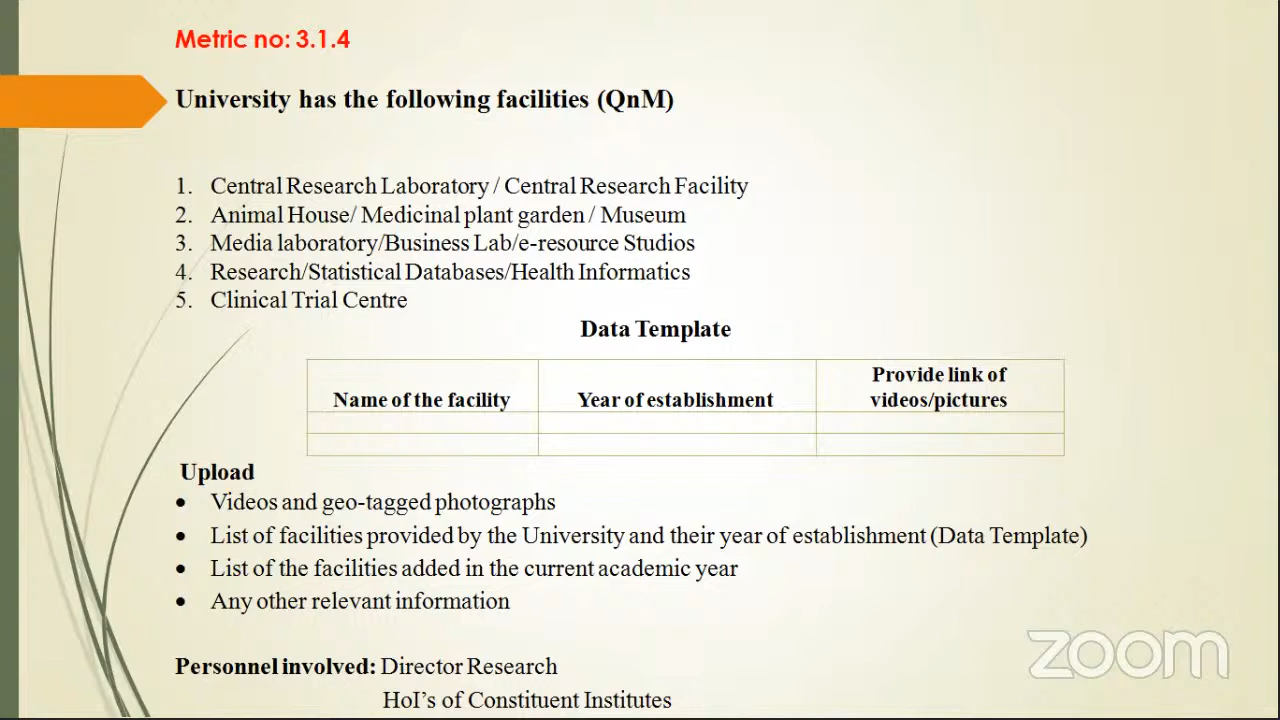 Metric no: 3.1.4
University has the following facilities (QnM)
1. Central Research Laboratory / Central Research Facility
2. Animal House/ Medicinal plant garden / Museum
3. Media laboratory/Business Lab/e-resource Studios
4. Research/Statistical Databases/Health Informatics
5. Clinical Trial Centre
Data Template
Name of the facility Year of establishment Provide link of
videos/pictures
Upload
• Videos and geo-tagged photographs
• List of facilities provided by the University and their year of establishment (Data Template)
• List of the facilities added in the current academic year
• Any other relevant information
zoom
Personnel involved: Director Research
HoI's of Constituent Institutes